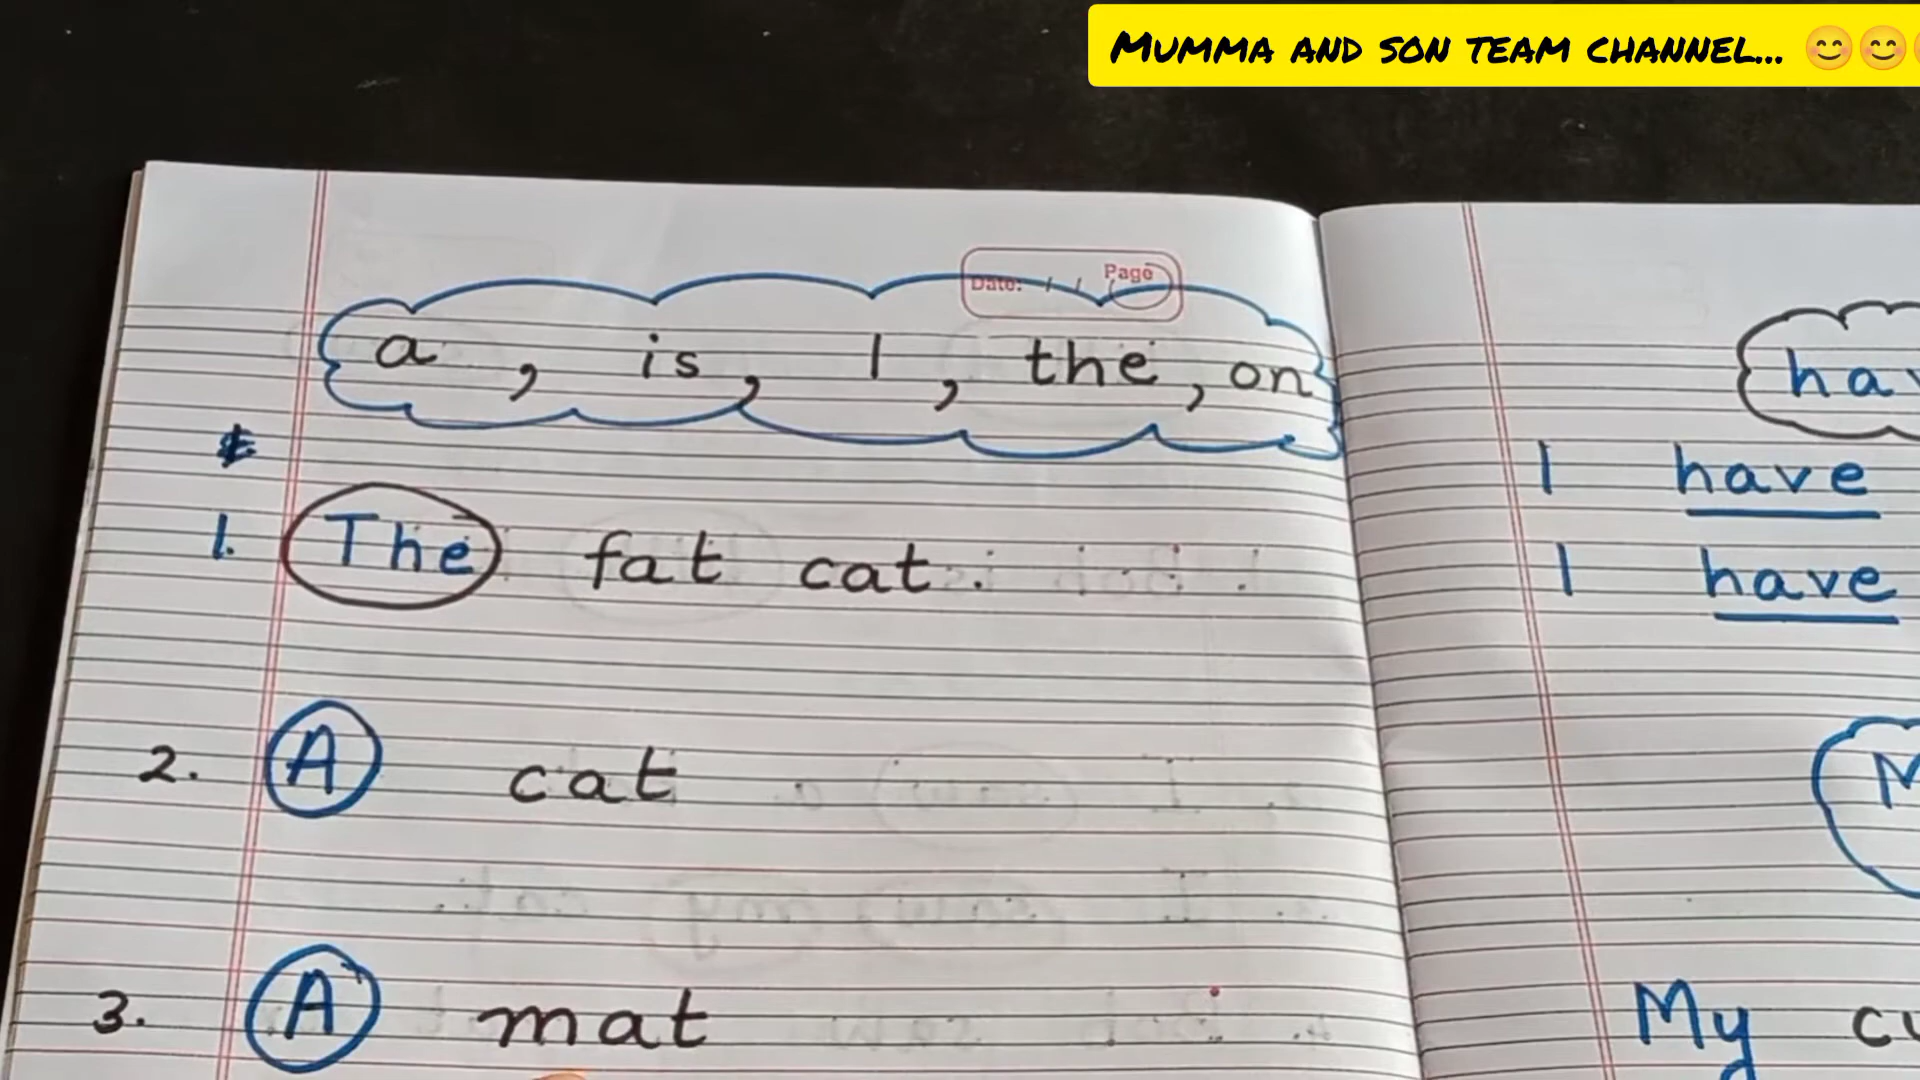 MUMMA AND SON TEAM CHANNEL... 😊😊
Date: / / Page
a , is , I , the , on
1. The fat cat .
2. A cat
3. A mat
I have
I have
My